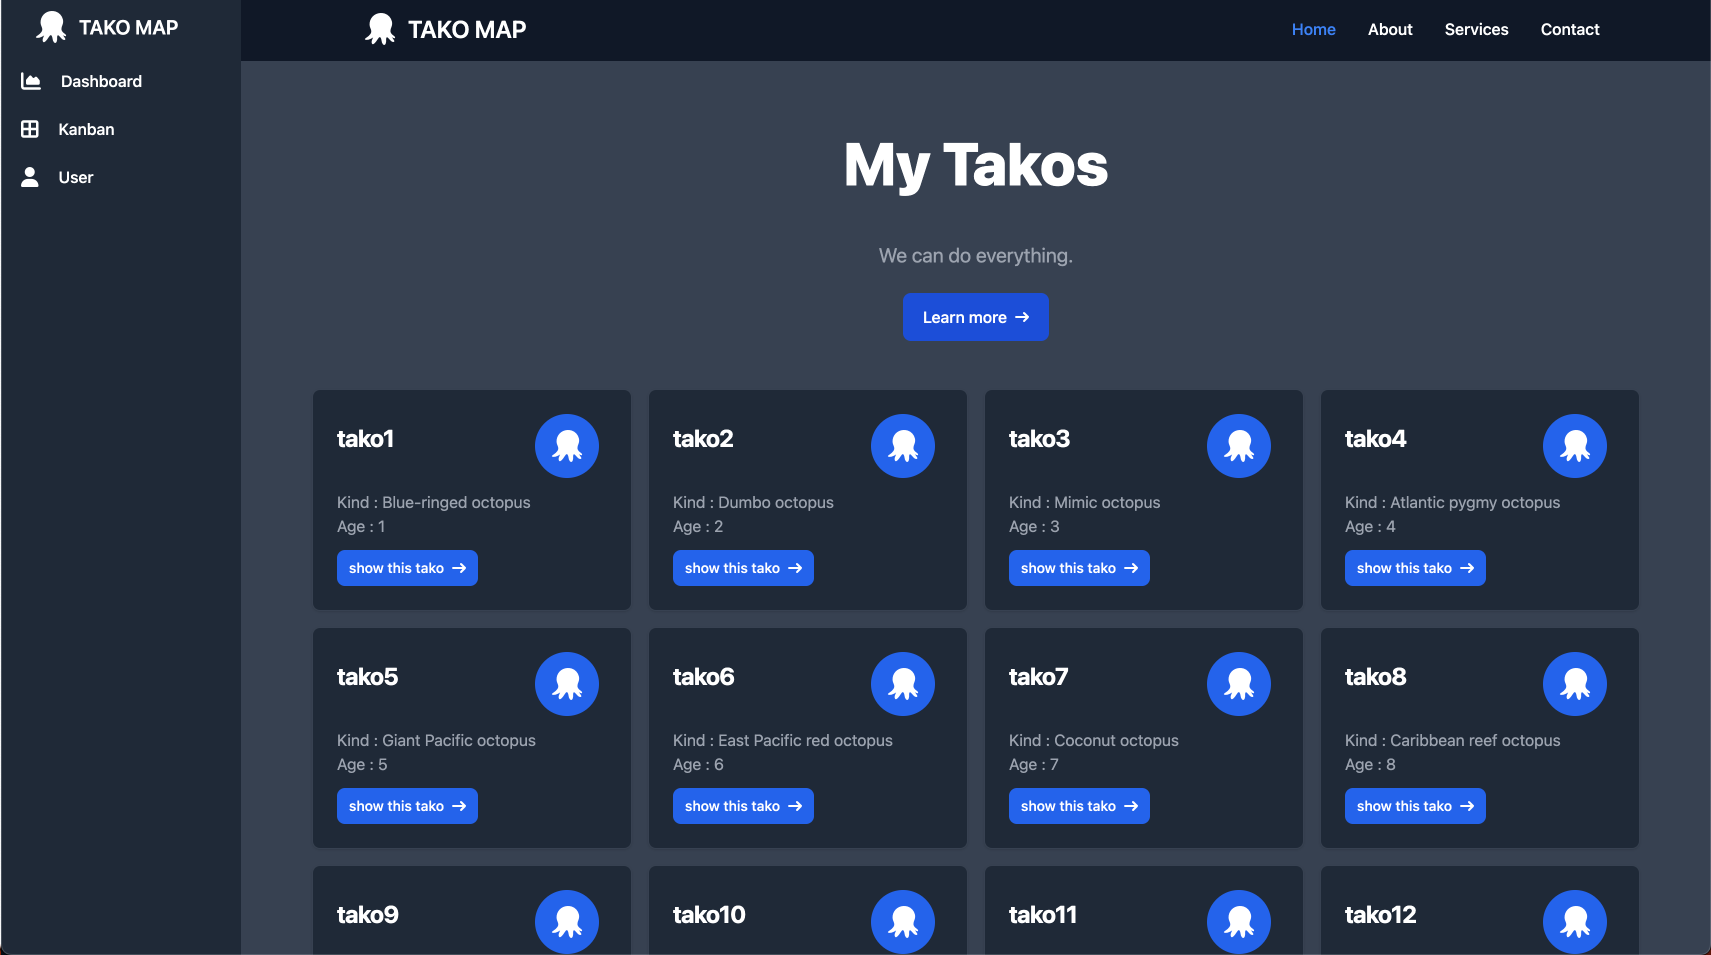 TAKO MAP
Dashboard
Kanban
User
TAKO MAP
Home About Services Contact
My Takos
We can do everything.
Learn more →
tako1
Kind : Blue-ringed octopus
Age : 1
show this tako →
tako2
Kind : Dumbo octopus
Age : 2
show this tako →
tako3
Kind : Mimic octopus
Age : 3
show this tako →
tako4
Kind : Atlantic pygmy octopus
Age : 4
show this tako →
tako5
Kind : Giant Pacific octopus
Age : 5
show this tako →
tako6
Kind : East Pacific red octopus
Age : 6
show this tako →
tako7
Kind : Coconut octopus
Age : 7
show this tako →
tako8
Kind : Caribbean reef octopus
Age : 8
show this tako →
tako9
tako10
tako11
tako12